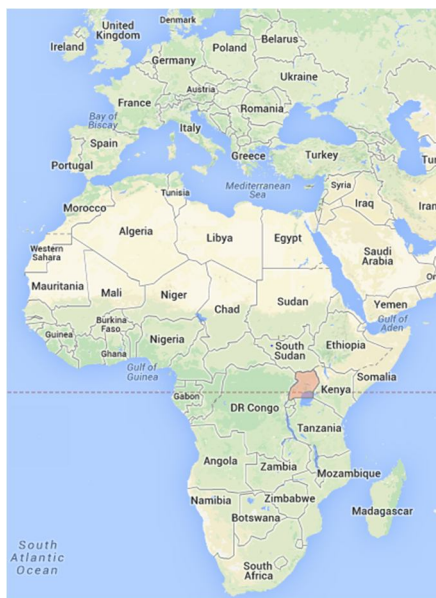 Denmark
United
Kingdom
Belarus
Ireland
Poland
Germany
Ukraine
Austria
France
Romania
Bay of
Biscay
Italy
Spain
Greece
Turkey
Portugal
Mediterranean
Sea
Tunisia
Syria
Morocco
Iraq
Iran
Algeria
Libya
Egypt
Western
Sahara
Saudi
Arabia
Mauritania
Mali
Niger
Chad
Sudan
Yemen
Gulf of
Aden
Burkina
Faso
Guinea
Nigeria
Ghana
South
Sudan
Ethiopia
Gulf of
Guinea
Somalia
Kenya
Gabon
DR Congo
Tanzania
Angola
Zambia
Mozambique
Namibia
Zimbabwe
Botswana
Madagascar
South
Atlantic
Ocean
South
Africa